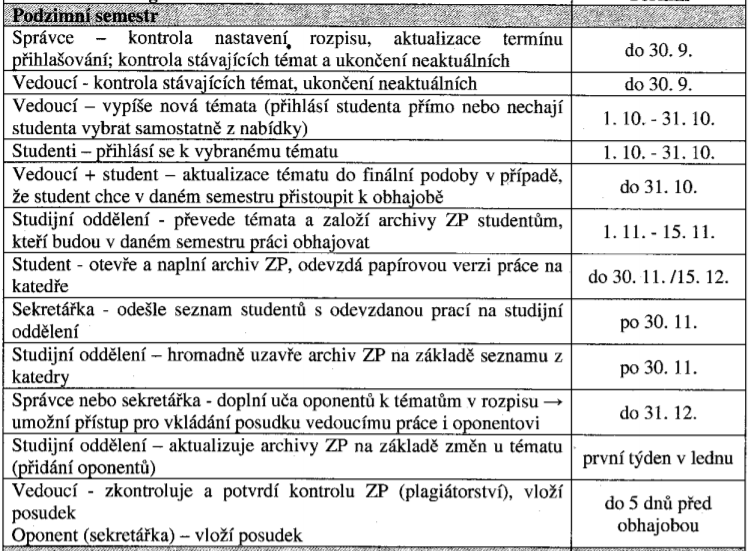 Podzimní semestr
Správce – kontrola nastavení, rozpisu, aktualizace termínu
přihlašování; kontrola stávajících témat a ukončení neaktuálních
do 30. 9.
Vedoucí - kontrola stávajících témat, ukončení neaktuálních
do 30. 9.
Vedoucí – vypíše nová témata (přihlásí studenta přímo nebo nechají
studenta vybrat samostatně z nabídky)
1. 10. - 31. 10.
Studenti – přihlásí se k vybranému tématu
1. 10. - 31. 10.
Vedoucí + student – aktualizace tématu do finální podoby v případě,
že student chce v daném semestru přistoupit k obhajobě
do 31. 10.
Studijní oddělení - převede témata a založí archivy ZP studentům,
kteří budou v daném semestru práci obhajovat
1. 11. - 15. 11.
Student - otevře a naplní archiv ZP, odevzdá papírovou verzi práce na
katedře
do 30. 11. /15. 12.
Sekretářka - odešle seznam studentů s odevzdanou prací na studijní
oddělení
po 30. 11.
Studijní oddělení – hromadně uzavře archiv ZP na základě seznamu z
katedry
po 30. 11.
Správce nebo sekretářka - doplní uča oponentů k tématům v rozpisu →
umožní přístup pro vkládání posudku vedoucímu práce i oponentovi
do 31. 12.
Studijní oddělení – aktualizuje archivy ZP na základě změn u tématu
(přidání oponentů)
první týden v lednu
Vedoucí - zkontroluje a potvrdí kontrolu ZP (plagiátorství), vloží
posudek
Oponent (sekretářka) – vloží posudek
do 5 dnů před
obhajobou